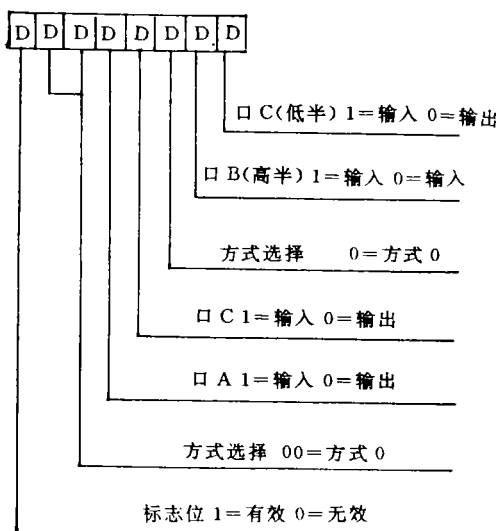 D D D D D D D D
口 C(低半) 1=输入 0=输出
口 B(高半) 1=输入 0=输入
方式选择 0=方式 0
口 C 1=输入 0=输出
口 A 1=输入 0=输出
方式选择 00=方式 0
标志位 1=有效 0=无效